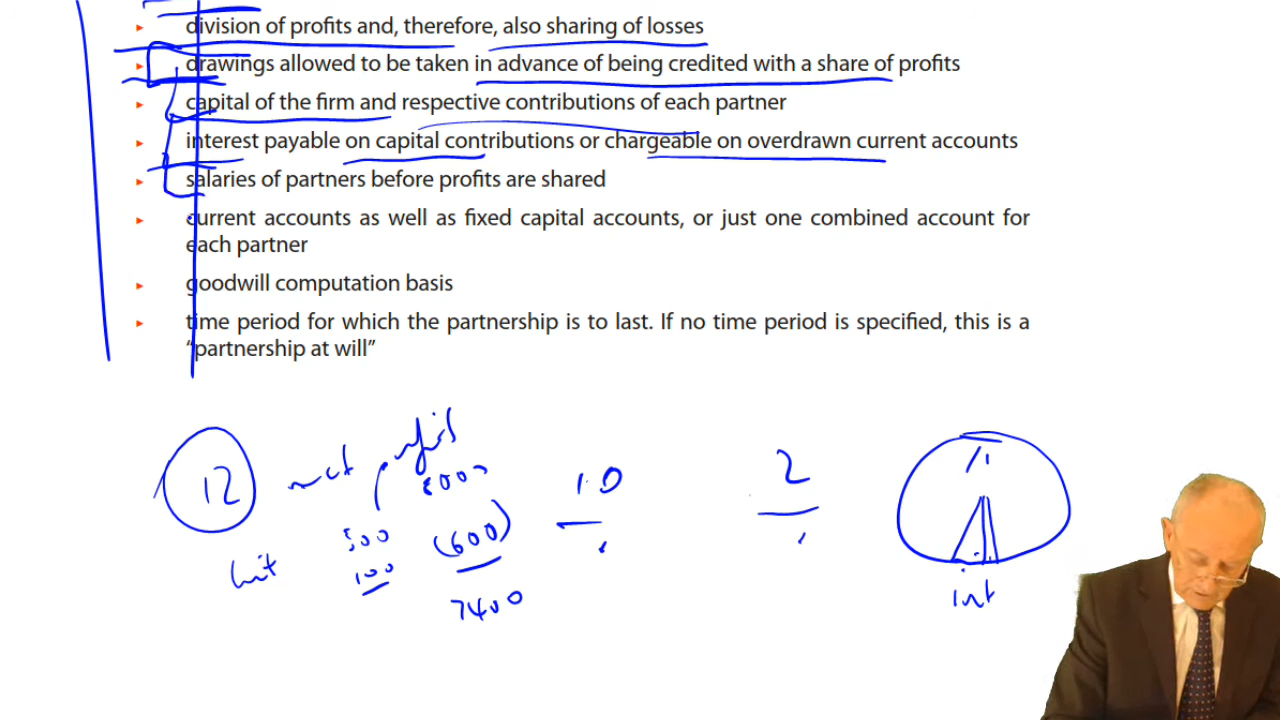 division of profits and, therefore, also sharing of losses
drawings allowed to be taken in advance of being credited with a share of profits
capital of the firm and respective contributions of each partner
interest payable on capital contributions or chargeable on overdrawn current accounts
salaries of partners before profits are shared
current accounts as well as fixed capital accounts, or just one combined account for
each partner
goodwill computation basis
time period for which the partnership is to last. If no time period is specified, this is a
“partnership at will”
12 net profit
8000
10 2
500 (600)
int 100
7400
int